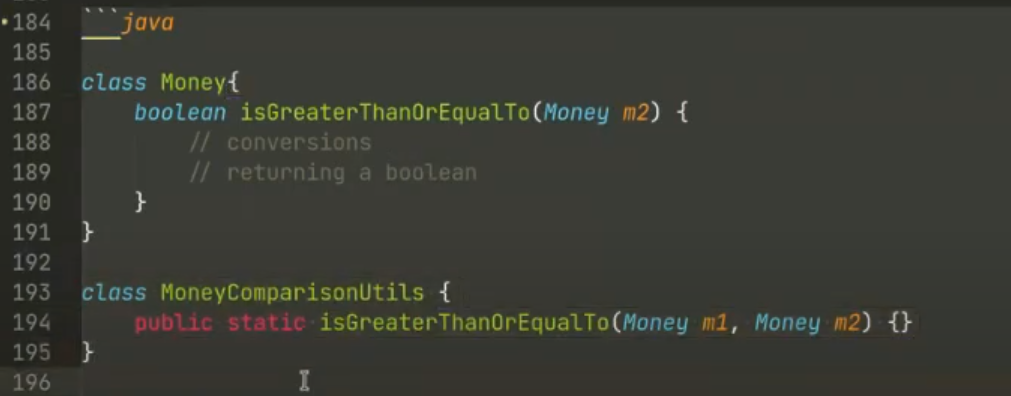 184 ```java
185
186 class Money{
187     boolean isGreaterThanOrEqualTo(Money m2) {
188         // conversions
189         // returning a boolean
190     }
191 }
192
193 class MoneyComparisonUtils {
194     public static isGreaterThanOrEqualTo(Money m1, Money m2) {}
195 }
196